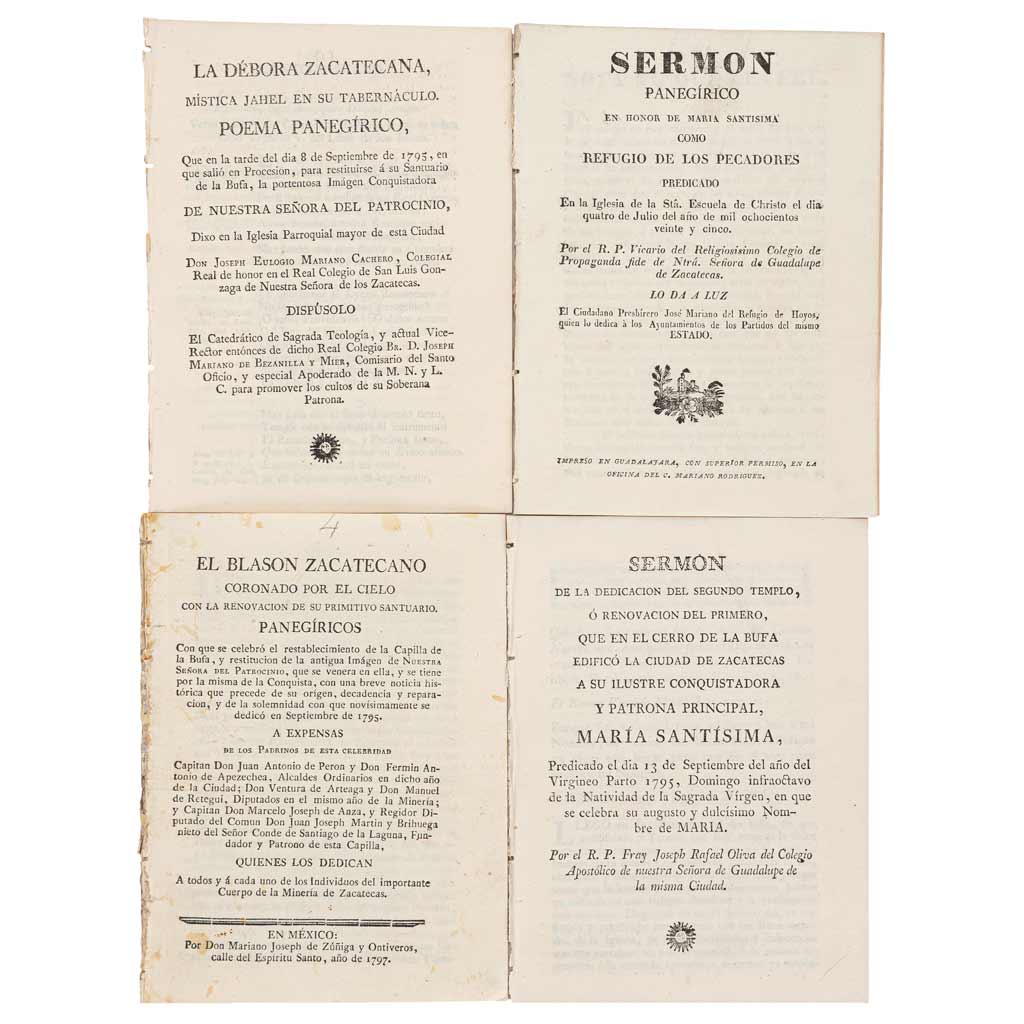 LA DÉBORA ZACATECANA,
MÍSTICA JAHEL EN SU TABERNÁCULO.
POEMA PANEGÍRICO,
Que en la tarde del dia 8 de Septiembre de 1795, en
que salió en Procesion, para restituirse á su Santuario
de la Bufa, la portentosa Imágen Conquistadora
DE NUESTRA SEÑORA DEL PATROCINIO,
Dixo en la Iglesia Parroquial mayor de esta Ciudad
DON JOSEPH EULOGIO MARIANO CACHERO, COLEGIAL
Real de honor en el Real Colegio de San Luis Gon-
zaga de Nuestra Señora de los Zacatecas.
DISPÚSOLO
El Catedrático de Sagrada Teología, y actual Vice-
Rector entónces de dicho Real Colegio BR. D. JOSEPH
MARIANO DE BEZANILLA Y MIER, Comisario del Santo
Oficio, y especial Apoderado de la M. N. y L.
C. para promover los cultos de su Soberana
Patrona.
SERMON
PANEGÍRICO
EN HONOR DE MARIA SANTISIMA
COMO
REFUGIO DE LOS PECADORES
PREDICADO
En la Iglesia de la Stâ. Escuela de Christo el dia
quatro de Julio del año de mil ochocientos
veinte y cinco.
Por el R. P. Vicario del Religiosisimo Colegio de
Propaganda fide de Ntrâ. Señora de Guadalupe
de Zacatecas.
LO DA A LUZ
El Ciudadano Presbírero José Mariano del Refugio de Hoyos,
quien lo dedica à los Ayuntamientos de los Partidos del mismo
ESTADO.
IMPRESO EN GUADALAJARA, CON SUPERIOR PERMISO, EN LA
OFICINA DEL C. MARIANO RODRIGUEZ.
4
EL BLASON ZACATECANO
CORONADO POR EL CIELO
CON LA RENOVACION DE SU PRIMITIVO SANTUARIO.
PANEGÍRICOS
Con que se celebró el restablecimiento de la Capilla de
la Bufa, y restitucion de la antigua Imágen de NUESTRA
SEÑORA DEL PATROCINIO, que se venera en ella, y se tiene
por la misma de la Conquista, con una breve noticia his-
tórica que precede de su orígen, decadencia y repara-
cion, y de la solemnidad con que novísimamente se
dedicó en Septiembre de 1795.
A EXPENSAS
DE LOS PADRINOS DE ESTA CELEBRIDAD
Capitan Don Juan Antonio de Peron y Don Fermin An-
tonio de Apezechea, Alcaldes Ordinarios en dicho año
de la Ciudad; Don Ventura de Arteaga y Don Manuel
de Retegui, Diputados en el mismo año de la Minería;
y Capitan Don Marcelo Joseph de Anza, y Regidor Di-
putado del Comun Don Juan Joseph Martin y Brihuega
nieto del Señor Conde de Santiago de la Laguna, Fun-
dador y Patrono de esta Capilla,
QUIENES LOS DEDICAN
A todos y á cada uno de los Individuos del importante
Cuerpo de la Minería de Zacatecas.
EN MÉXICO:
Por Don Mariano Joseph de Zúñiga y Ontiveros,
calle del Espíritu Santo, año de 1797.
SERMÓN
DE LA DEDICACION DEL SEGUNDO TEMPLO,
Ó RENOVACION DEL PRIMERO,
QUE EN EL CERRO DE LA BUFA
EDIFICÓ LA CIUDAD DE ZACATECAS
A SU ILUSTRE CONQUISTADORA
Y PATRONA PRINCIPAL,
MARÍA SANTÍSIMA,
Predicado el dia 13 de Septiembre del año del
Virgineo Parto 1795, Domingo infraoctavo
de la Natividad de la Sagrada Vírgen, en que
se celebra su augusto y dulcísimo Nom-
bre de MARIA.
Por el R. P. Fray Joseph Rafael Oliva del Colegio
Apostólico de nuestra Señora de Guadalupe de
la misma Ciudad.